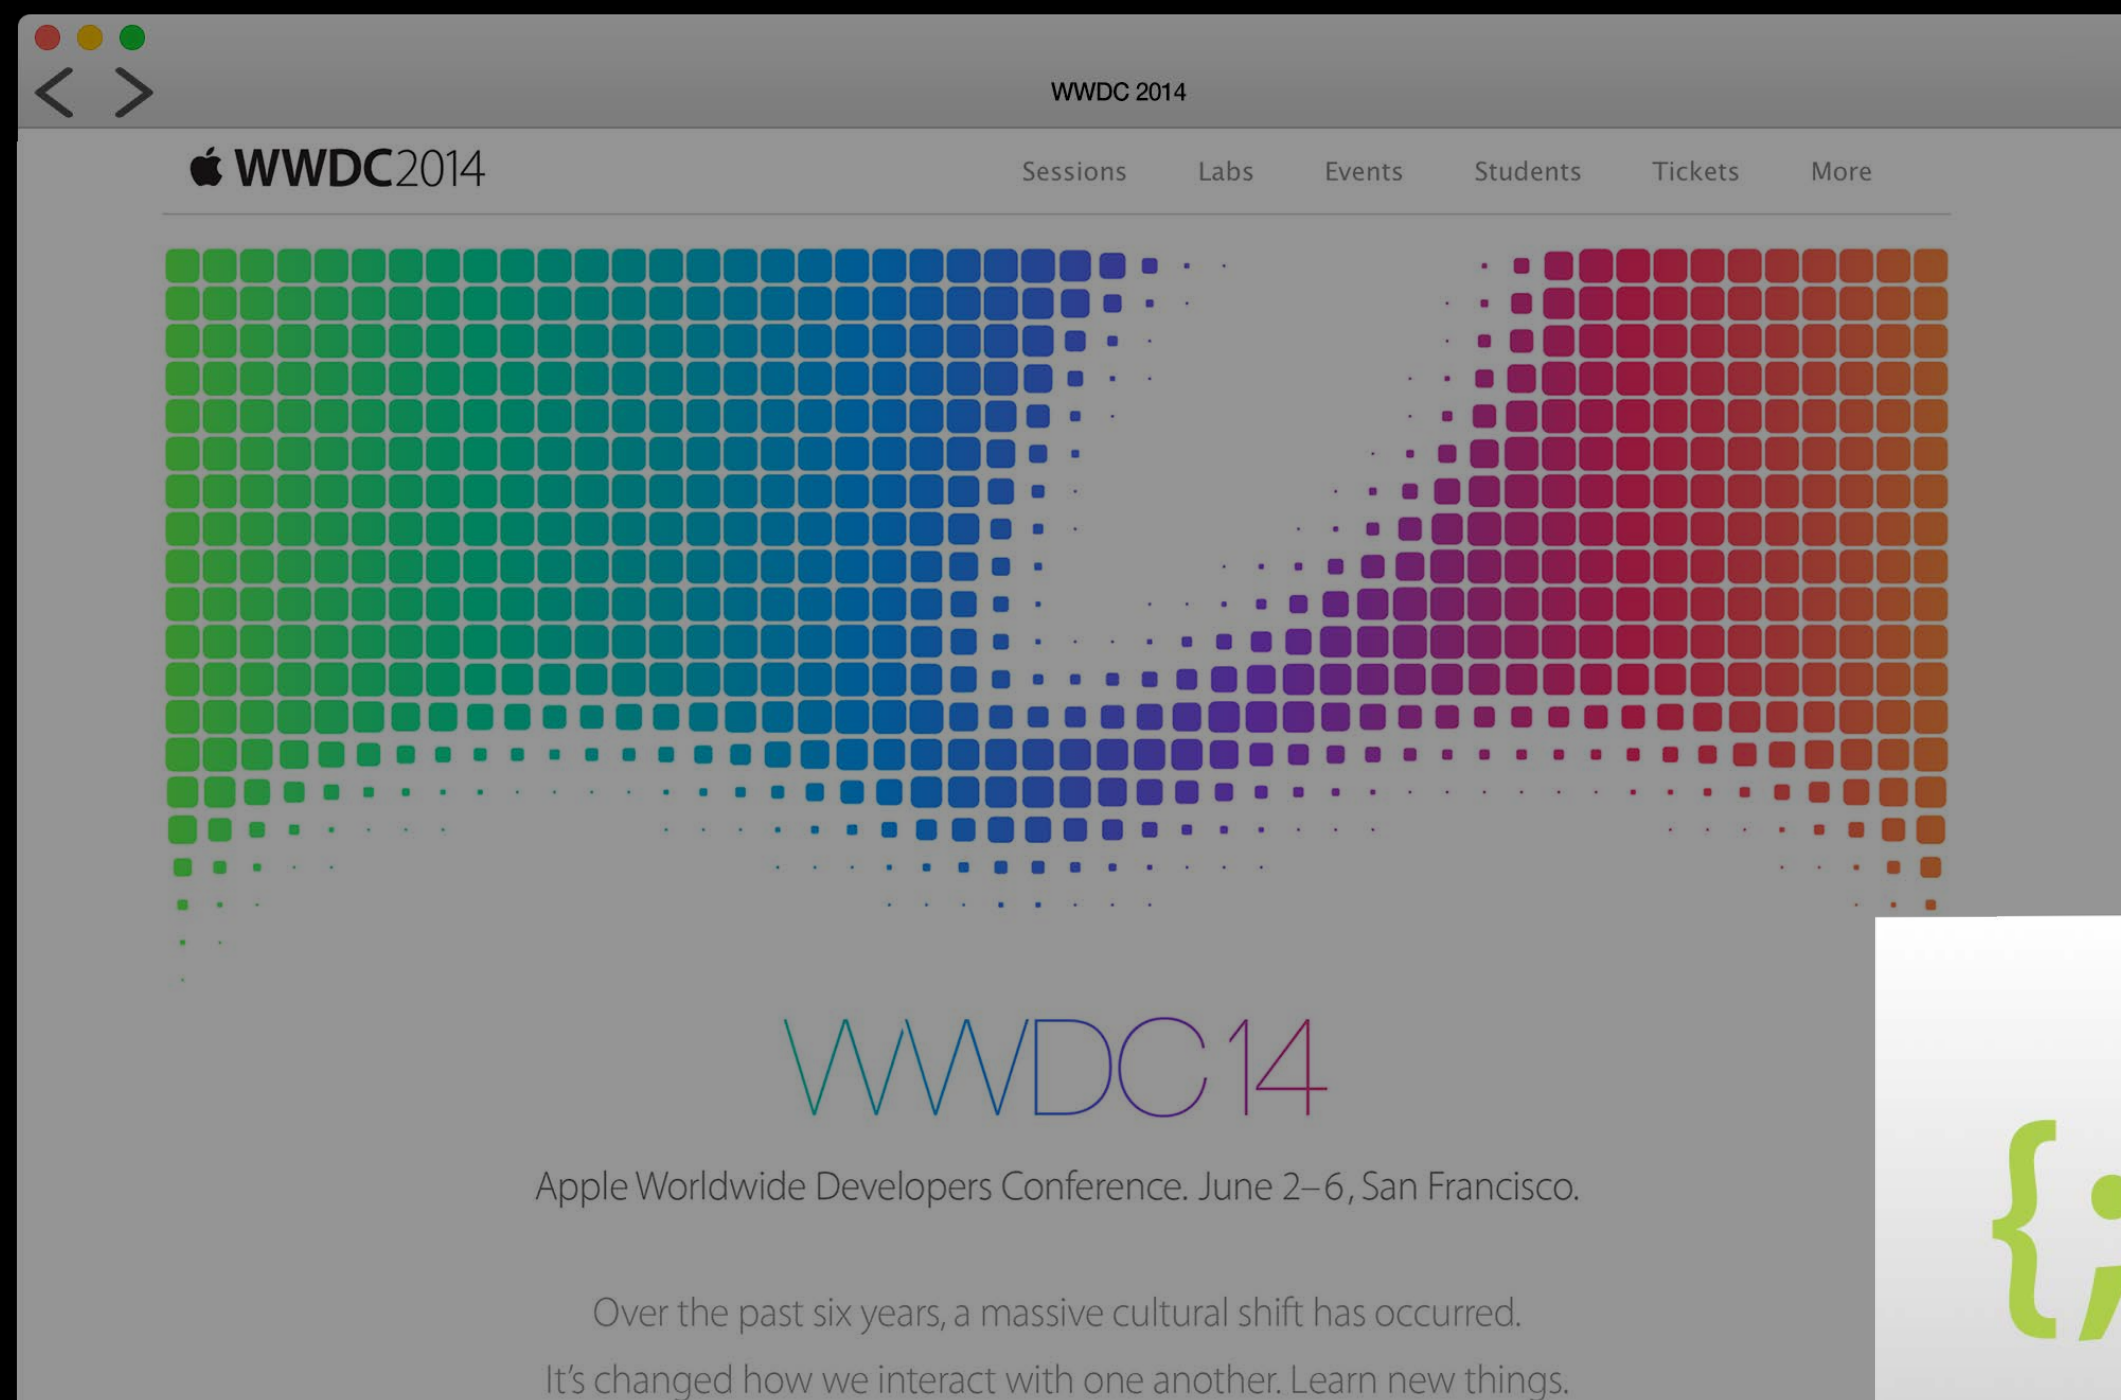 WWDC 2014
WWDC2014
Sessions Labs Events Students Tickets More
WWDC14
Apple Worldwide Developers Conference. June 2–6, San Francisco.
Over the past six years, a massive cultural shift has occurred.
It’s changed how we interact with one another. Learn new things.
{;